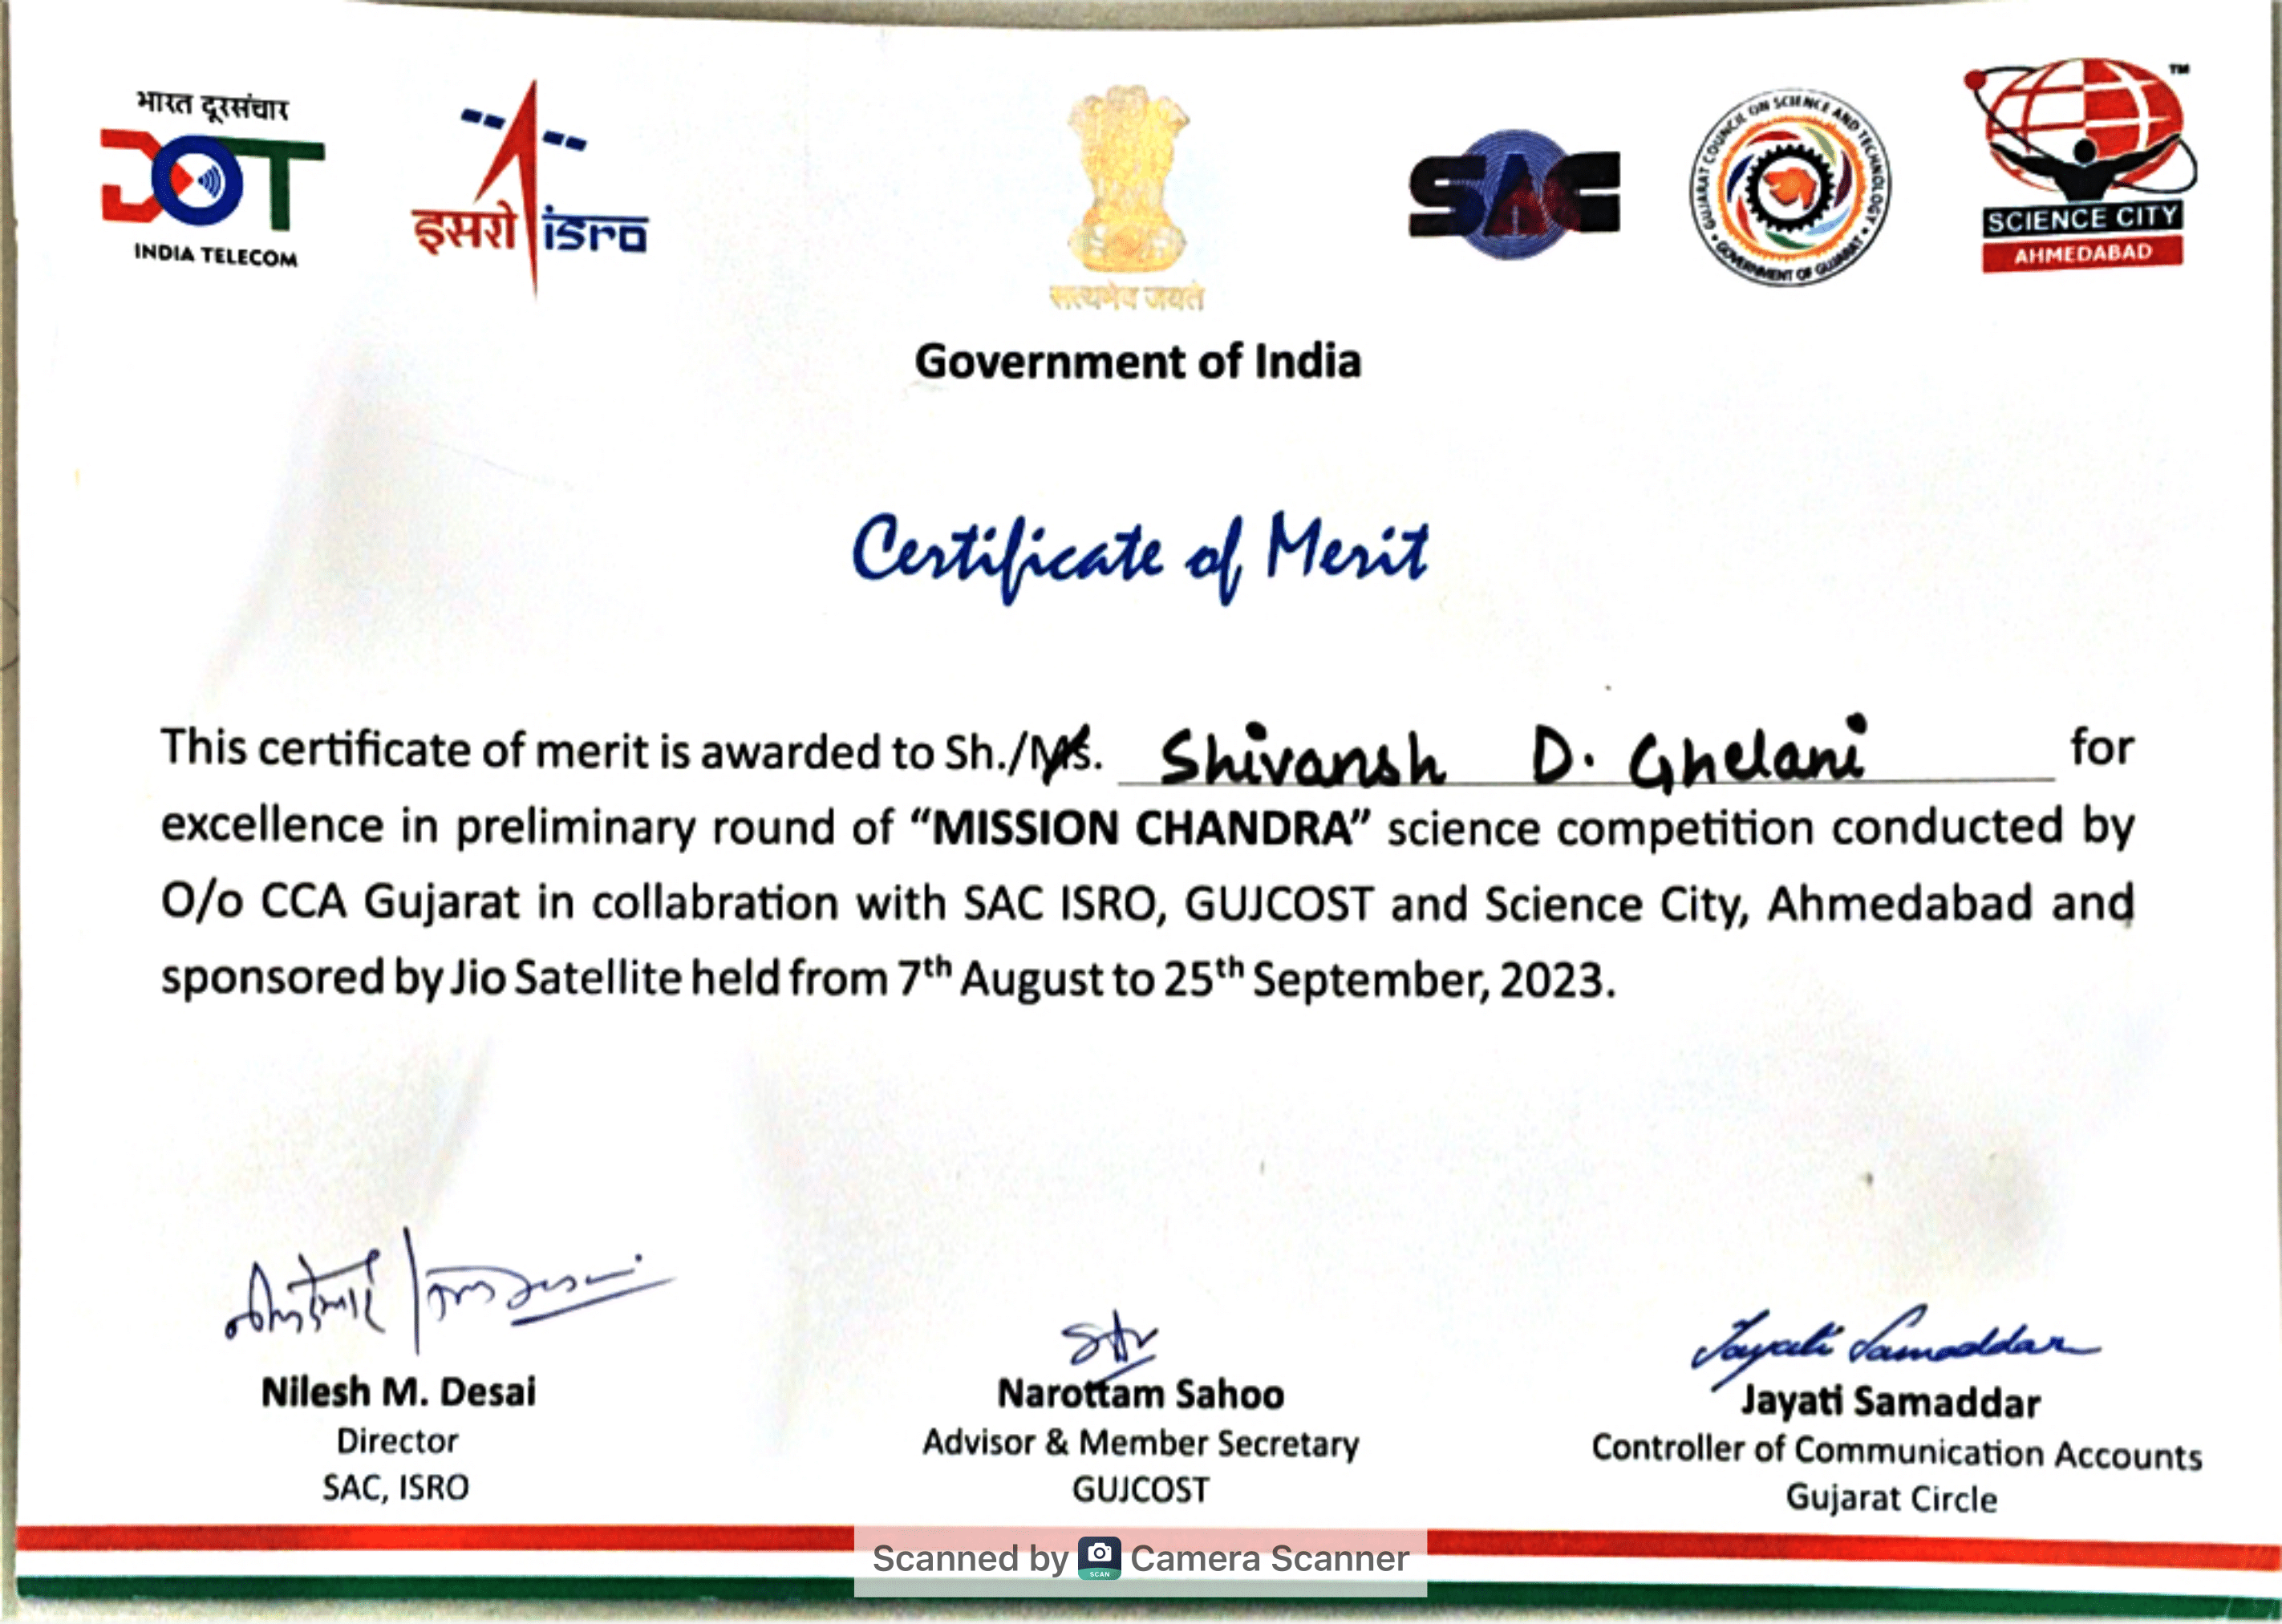 भारत दूरसंचार
DOT
INDIA TELECOM
इसरो isro
सत्यमेव जयते
SAC
GUJARAT COUNCIL ON SCIENCE AND TECHNOLOGY • GOVERNMENT OF GUJARAT •
TM
SCIENCE CITY
AHMEDABAD
Government of India
Certificate of Merit
This certificate of merit is awarded to Sh./Ms. Shivansh D. Ghelani for
excellence in preliminary round of “MISSION CHANDRA” science competition conducted by
O/o CCA Gujarat in collabration with SAC ISRO, GUJCOST and Science City, Ahmedabad and
sponsored by Jio Satellite held from 7th August to 25th September, 2023.
Jayati Samaddar
Nilesh M. Desai
Director
SAC, ISRO
Narottam Sahoo
Advisor & Member Secretary
GUJCOST
Jayati Samaddar
Controller of Communication Accounts
Gujarat Circle
Scanned by SCAN Camera Scanner